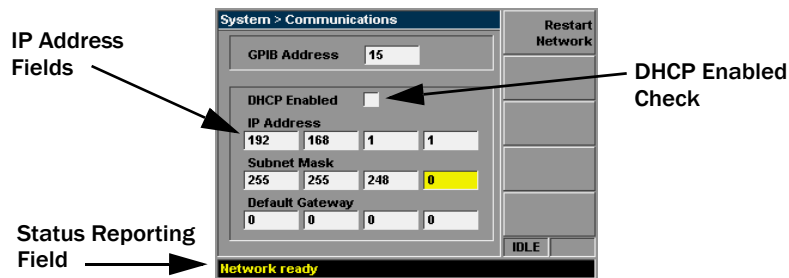 System > Communications
Restart
Network
GPIB Address 15
IP Address
Fields
DHCP Enabled
Check
DHCP Enabled
IP Address
192 168 1 1
Subnet Mask
255 255 248 0
Default Gateway
0 0 0 0
Status Reporting
Field
IDLE
Network ready